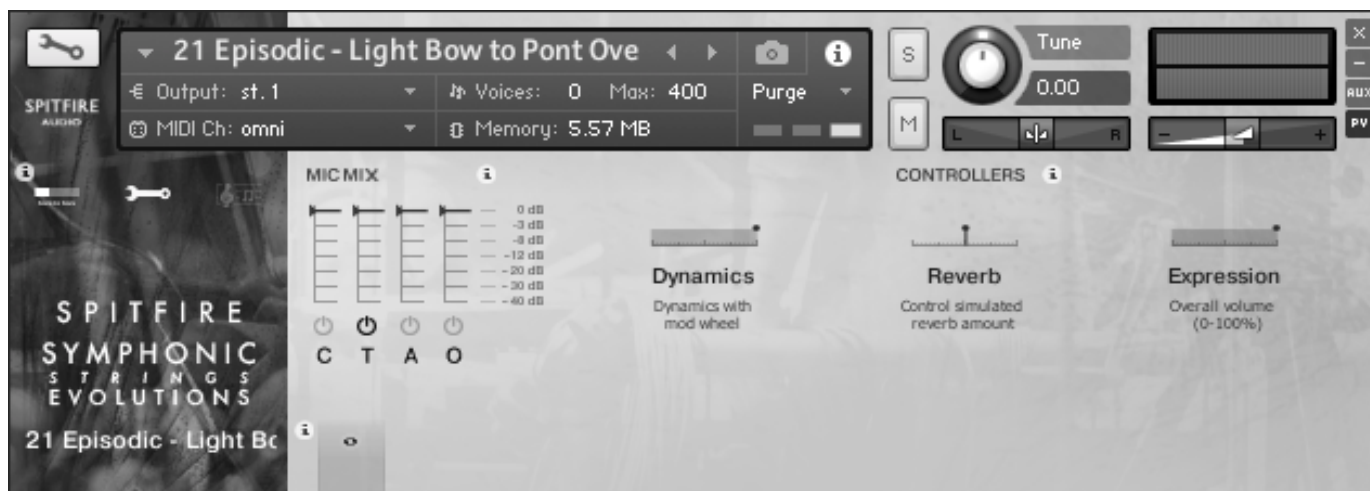 21 Episodic - Light Bow to Pont Ove
S
Tune
SPITFIRE
AUDIO
Output: st. 1
Voices: 0 Max: 400
Purge
0.00
AUX
MIDI Ch: omni
Memory: 5.57 MB
M
L
R
PV
MIC MIX
CONTROLLERS
0 dB
-3 dB
-8 dB
-12 dB
-20 dB
-30 dB
-40 dB
Dynamics
Reverb
Expression
Dynamics with
mod wheel
Control simulated
reverb amount
Overall volume
(0-100%)
C T A O
SPITFIRE
SYMPHONIC
STRINGS
EVOLUTIONS
21 Episodic - Light Bo